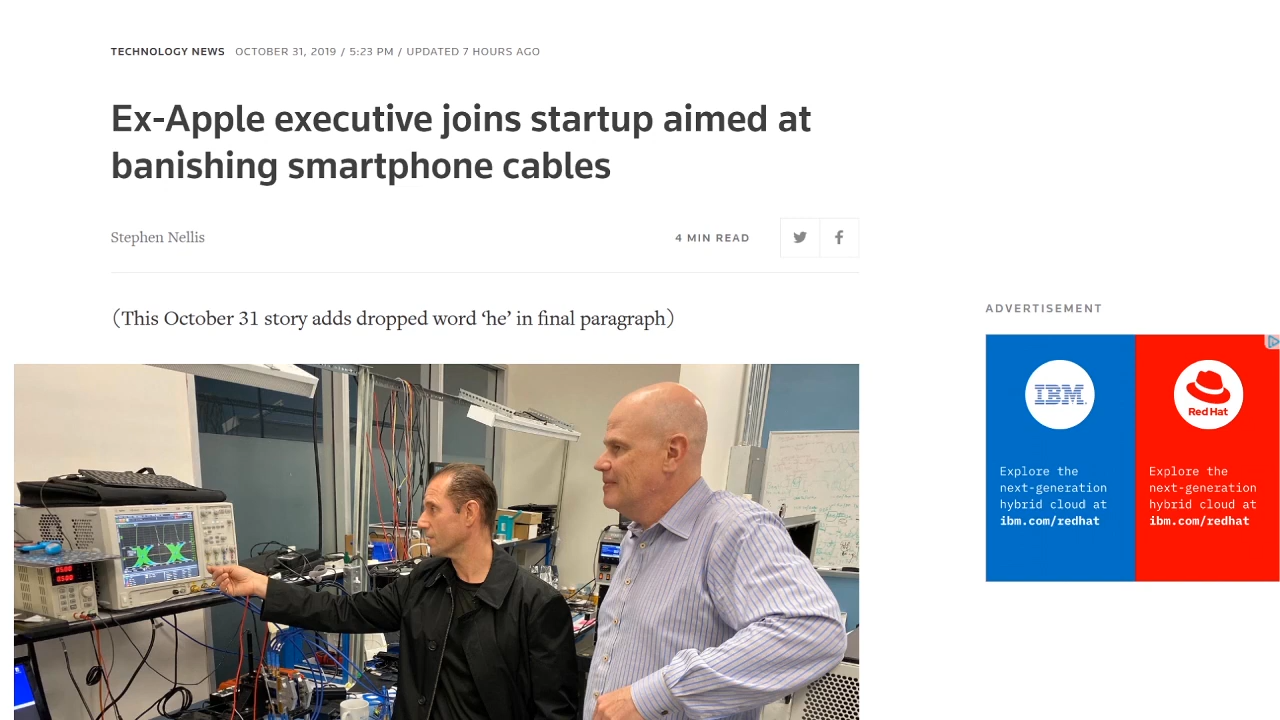 TECHNOLOGY NEWS OCTOBER 31, 2019 / 5:23 PM / UPDATED 7 HOURS AGO
Ex-Apple executive joins startup aimed at
banishing smartphone cables
Stephen Nellis
4 MIN READ
(This October 31 story adds dropped word ‘he’ in final paragraph)
ADVERTISEMENT
IBM
Explore the
next-generation
hybrid cloud at
ibm.com/redhat
Red Hat
Explore the
next-generation
hybrid cloud at
ibm.com/redhat